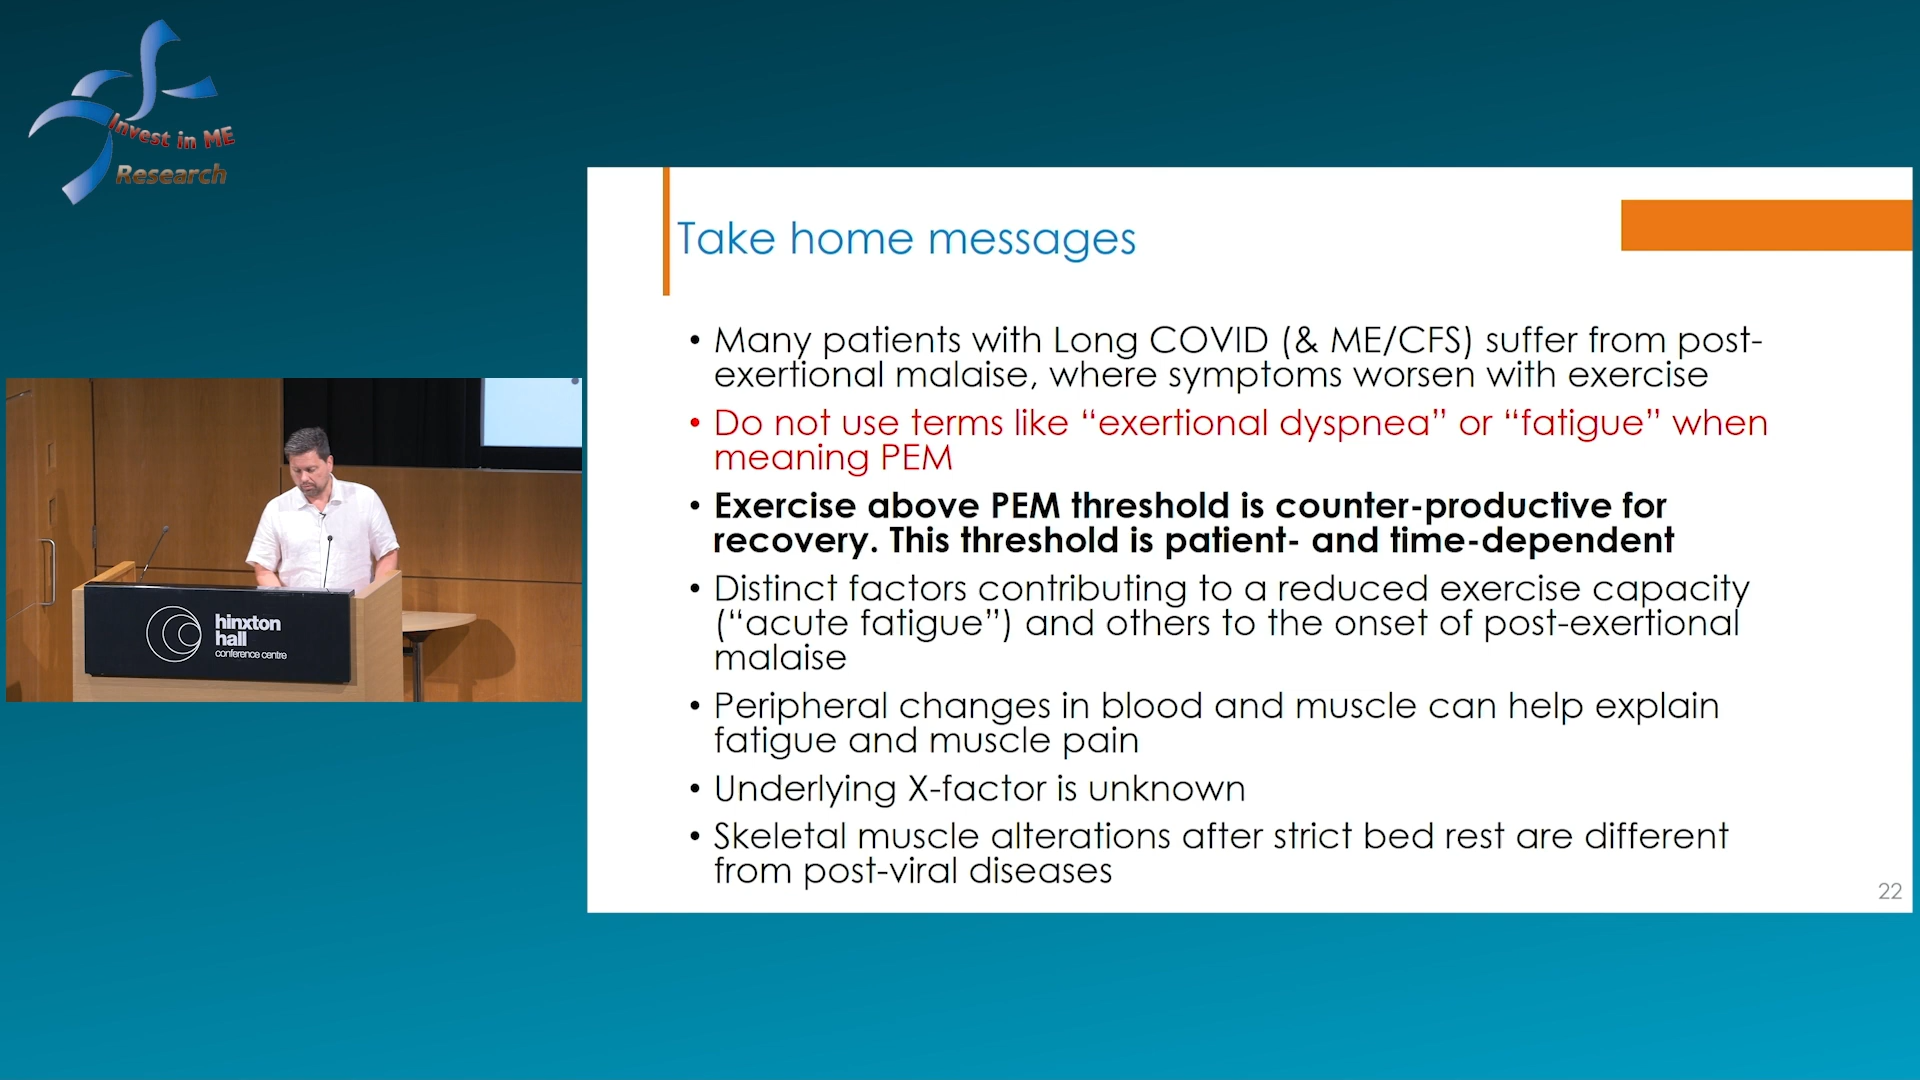 Invest in ME
Research
Take home messages
• Many patients with Long COVID (& ME/CFS) suffer from post-
exertional malaise, where symptoms worsen with exercise
• Do not use terms like “exertional dyspnea” or “fatigue” when
meaning PEM
• Exercise above PEM threshold is counter-productive for
recovery. This threshold is patient- and time-dependent
• Distinct factors contributing to a reduced exercise capacity
(“acute fatigue”) and others to the onset of post-exertional
malaise
• Peripheral changes in blood and muscle can help explain
fatigue and muscle pain
• Underlying X-factor is unknown
• Skeletal muscle alterations after strict bed rest are different
from post-viral diseases
22
hinxton
hall
conference centre